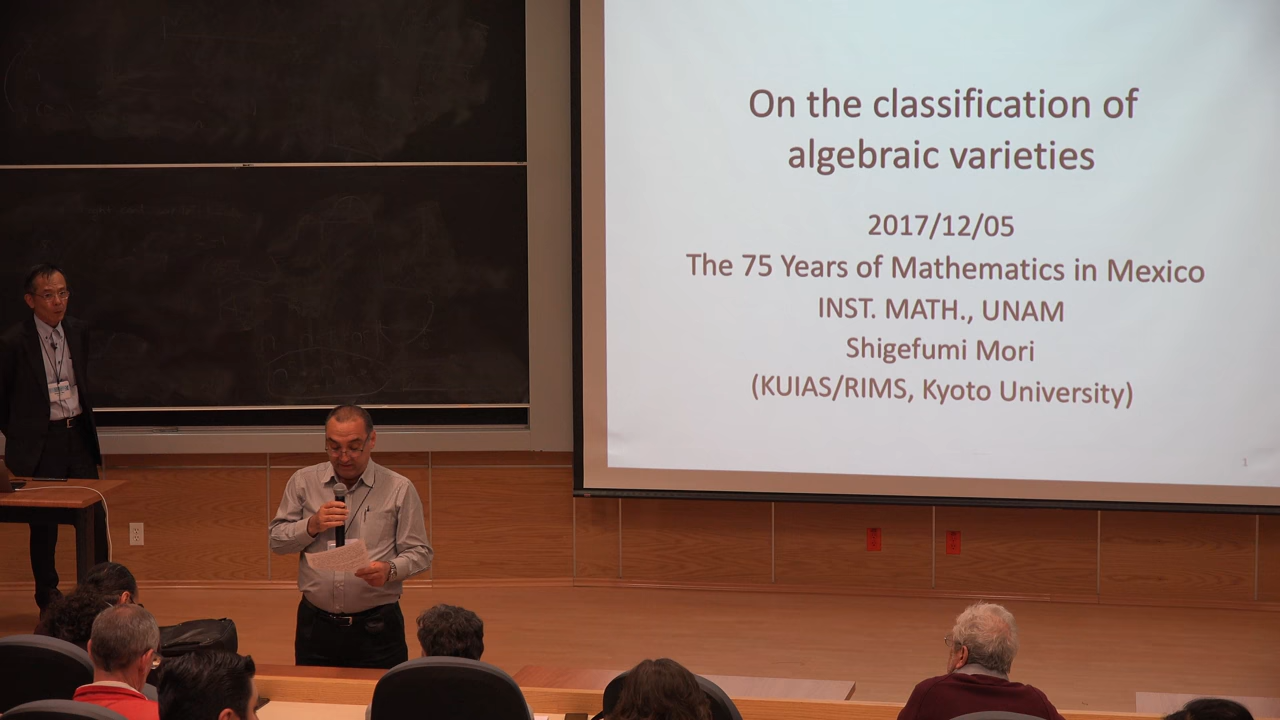 On the classification of
algebraic varieties
2017/12/05
The 75 Years of Mathematics in Mexico
INST. MATH., UNAM
Shigefumi Mori
(KUIAS/RIMS, Kyoto University)
1